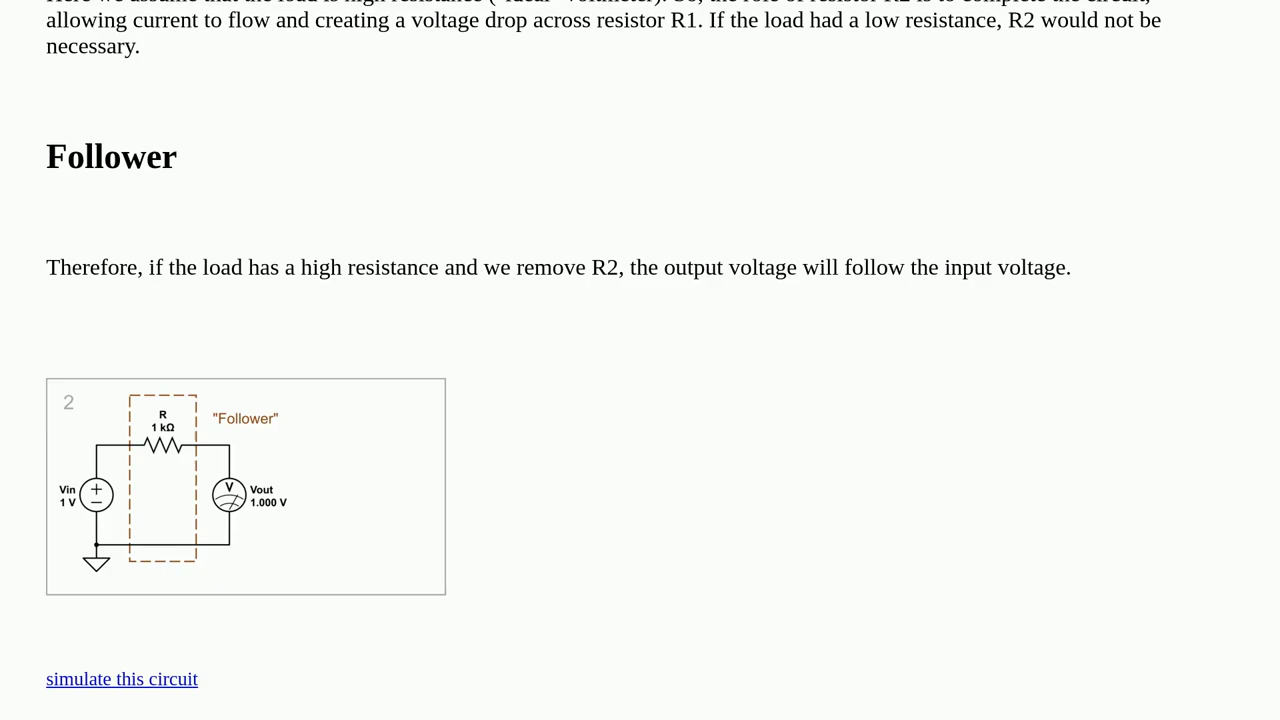 allowing current to flow and creating a voltage drop across resistor R1. If the load had a low resistance, R2 would not be
necessary.
Follower
Therefore, if the load has a high resistance and we remove R2, the output voltage will follow the input voltage.
2
R
1 kΩ
"Follower"
Vin
1 V
V
Vout
1.000 V
simulate this circuit